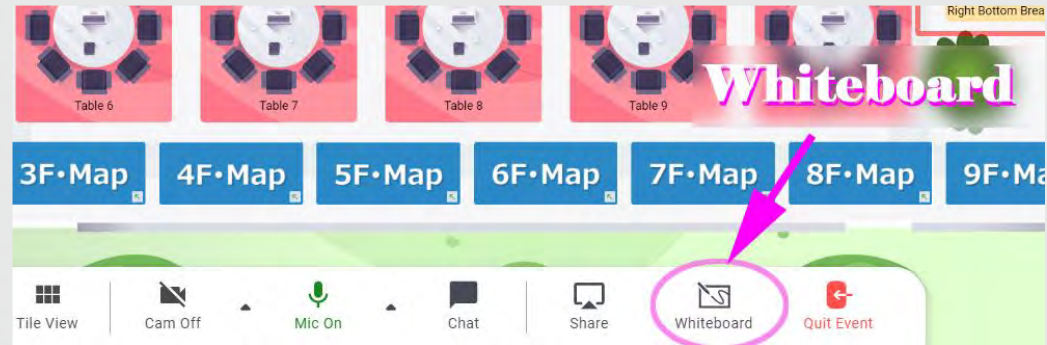 Right Bottom Brea
Table 6
Table 7
Table 8
Table 9
Whiteboard
3F•Map
4F•Map
5F•Map
6F•Map
7F•Map
8F•Map
9F•Ma
Tile View
Cam Off
Mic On
Chat
Share
Whiteboard
Quit Event